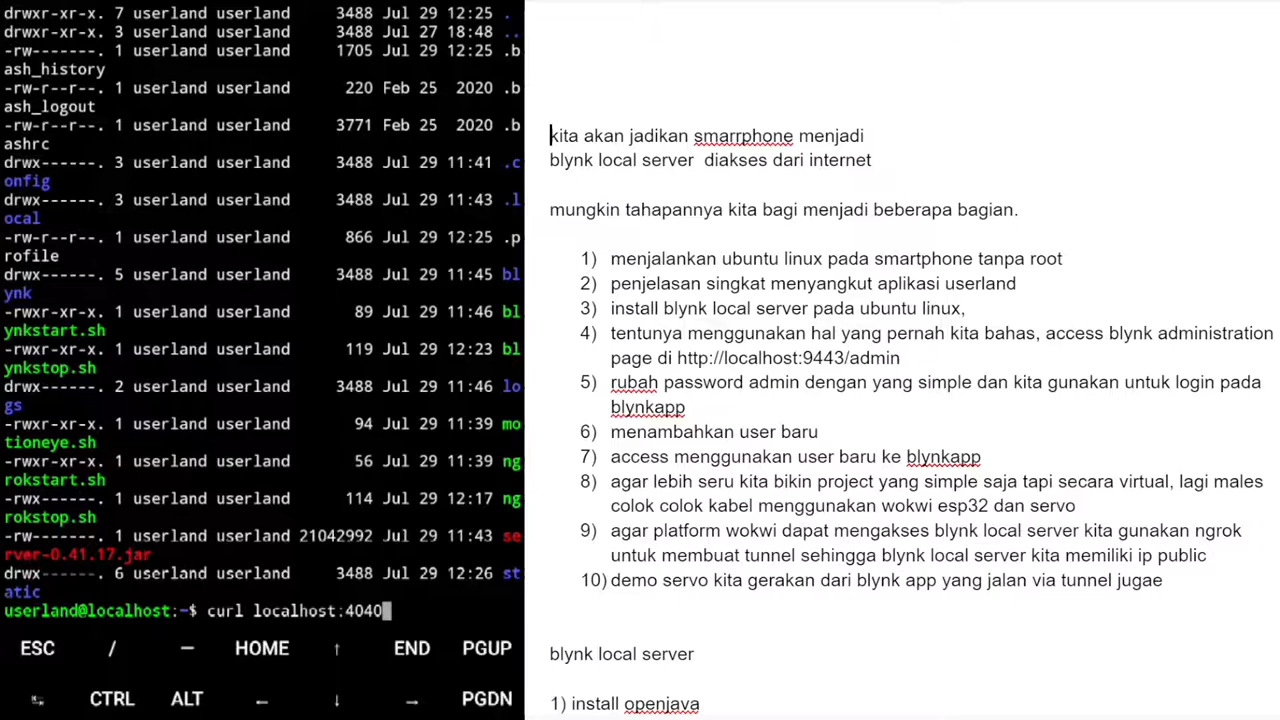 drwxr-xr-x. 7 userland userland 3488 Jul 29 12:25 .
drwxr-xr-x. 3 userland userland 3488 Jul 27 18:48 ..
-rw-------. 1 userland userland 1705 Jul 29 12:25 .b
ash_history
-rw-r--r--. 1 userland userland 220 Feb 25 2020 .b
ash_logout
-rw-r--r--. 1 userland userland 3771 Feb 25 2020 .b
ashrc
drwx------. 3 userland userland 3488 Jul 29 11:41 .c
onfig
drwx------. 3 userland userland 3488 Jul 29 11:43 .l
ocal
-rw-r--r--. 1 userland userland 866 Jul 29 12:25 .p
rofile
drwx------. 5 userland userland 3488 Jul 29 11:45 bl
ynk
-rwxr-xr-x. 1 userland userland 89 Jul 29 11:46 bl
ynkstart.sh
-rwxr-xr-x. 1 userland userland 119 Jul 29 12:23 bl
ynkstop.sh
drwx------. 2 userland userland 3488 Jul 29 11:46 lo
gs
-rwxr-xr-x. 1 userland userland 94 Jul 29 11:39 mo
tioneye.sh
-rwxr-xr-x. 1 userland userland 56 Jul 29 11:39 ng
rokstart.sh
-rwx------. 1 userland userland 114 Jul 29 12:17 ng
rokstop.sh
-rw-------. 1 userland userland 21042992 Jul 29 11:43 se
rver-0.41.17.jar
drwx------. 6 userland userland 3488 Jul 29 12:26 st
atic
userland@localhost:~$ curl localhost:4040
ESC / — HOME ↑ END PGUP
↹ CTRL ALT ← ↓ → PGDN
kita akan jadikan smarrphone menjadi
blynk local server diakses dari internet
mungkin tahapannya kita bagi menjadi beberapa bagian.
1) menjalankan ubuntu linux pada smartphone tanpa root
2) penjelasan singkat menyangkut aplikasi userland
3) install blynk local server pada ubuntu linux,
4) tentunya menggunakan hal yang pernah kita bahas, access blynk administration
page di http://localhost:9443/admin
5) rubah password admin dengan yang simple dan kita gunakan untuk login pada
blynkapp
6) menambahkan user baru
7) access menggunakan user baru ke blynkapp
8) agar lebih seru kita bikin project yang simple saja tapi secara virtual, lagi males
colok colok kabel menggunakan wokwi esp32 dan servo
9) agar platform wokwi dapat mengakses blynk local server kita gunakan ngrok
untuk membuat tunnel sehingga blynk local server kita memiliki ip public
10) demo servo kita gerakan dari blynk app yang jalan via tunnel jugae
blynk local server
1) install openjava